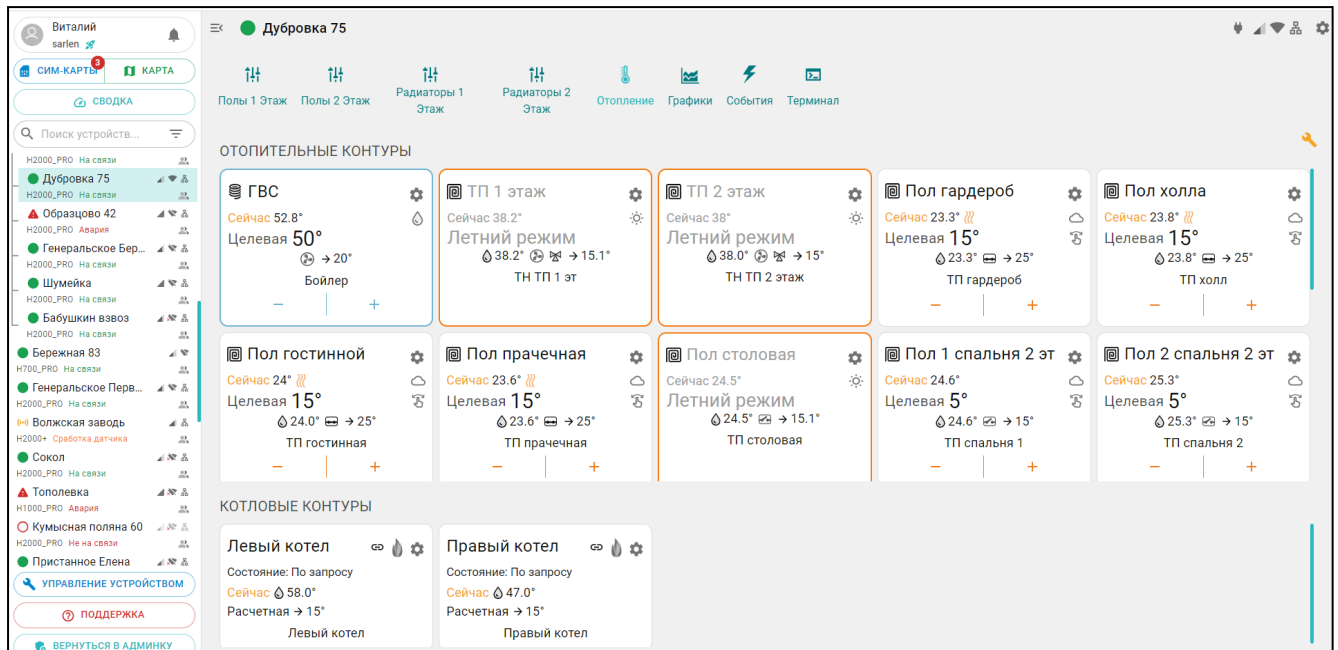 Виталий
sarlen
СИМ-КАРТЫ
3
КАРТА
СВОДКА
Поиск устройств...
H2000_PRO На связи
Дубровка 75
H2000_PRO На связи
Образцово 42
H2000_PRO Авария
Генеральское Бер...
H2000_PRO На связи
Шумейка
H2000_PRO На связи
Бабушкин взвоз
H2000_PRO На связи
Бережная 83
H700_PRO На связи
Генеральское Перв...
H2000_PRO На связи
Волжская заводь
H2000+ Сработка датчика
Сокол
H2000_PRO На связи
Тополевка
H1000_PRO Авария
Кумысная поляна 60
H2000_PRO Не на связи
Пристанное Елена
УПРАВЛЕНИЕ УСТРОЙСТВОМ
ПОДДЕРЖКА
ВЕРНУТЬСЯ В АДМИНКУ
Дубровка 75
Полы 1 Этаж
Полы 2 Этаж
Радиаторы 1
Этаж
Радиаторы 2
Этаж
Отопление
Графики
События
Терминал
ОТОПИТЕЛЬНЫЕ КОНТУРЫ
ГВС
Сейчас 52.8°
Целевая 50°
→ 20°
Бойлер
− +
ТП 1 этаж
Сейчас 38.2°
Летний режим
38.2° → 15.1°
ТН ТП 1 эт
ТП 2 этаж
Сейчас 38°
Летний режим
38.0° → 15°
ТН ТП 2 этаж
Пол гардероб
Сейчас 23.3°
Целевая 15°
23.3° → 25°
ТП гардероб
− +
Пол холла
Сейчас 23.8°
Целевая 15°
23.8° → 25°
ТП холл
− +
Пол гостинной
Сейчас 24°
Целевая 15°
24.0° → 25°
ТП гостинная
− +
Пол прачечная
Сейчас 23.6°
Целевая 15°
23.6° → 25°
ТП прачечная
− +
Пол столовая
Сейчас 24.5°
Летний режим
24.5° → 15.1°
ТП столовая
Пол 1 спальня 2 эт
Сейчас 24.6°
Целевая 5°
24.6° → 15°
ТП спальня 1
− +
Пол 2 спальня 2 эт
Сейчас 25.3°
Целевая 5°
25.3° → 15°
ТП спальня 2
− +
КОТЛОВЫЕ КОНТУРЫ
Левый котел
Состояние: По запросу
Сейчас 58.0°
Расчетная → 15°
Левый котел
Правый котел
Состояние: По запросу
Сейчас 47.0°
Расчетная → 15°
Правый котел